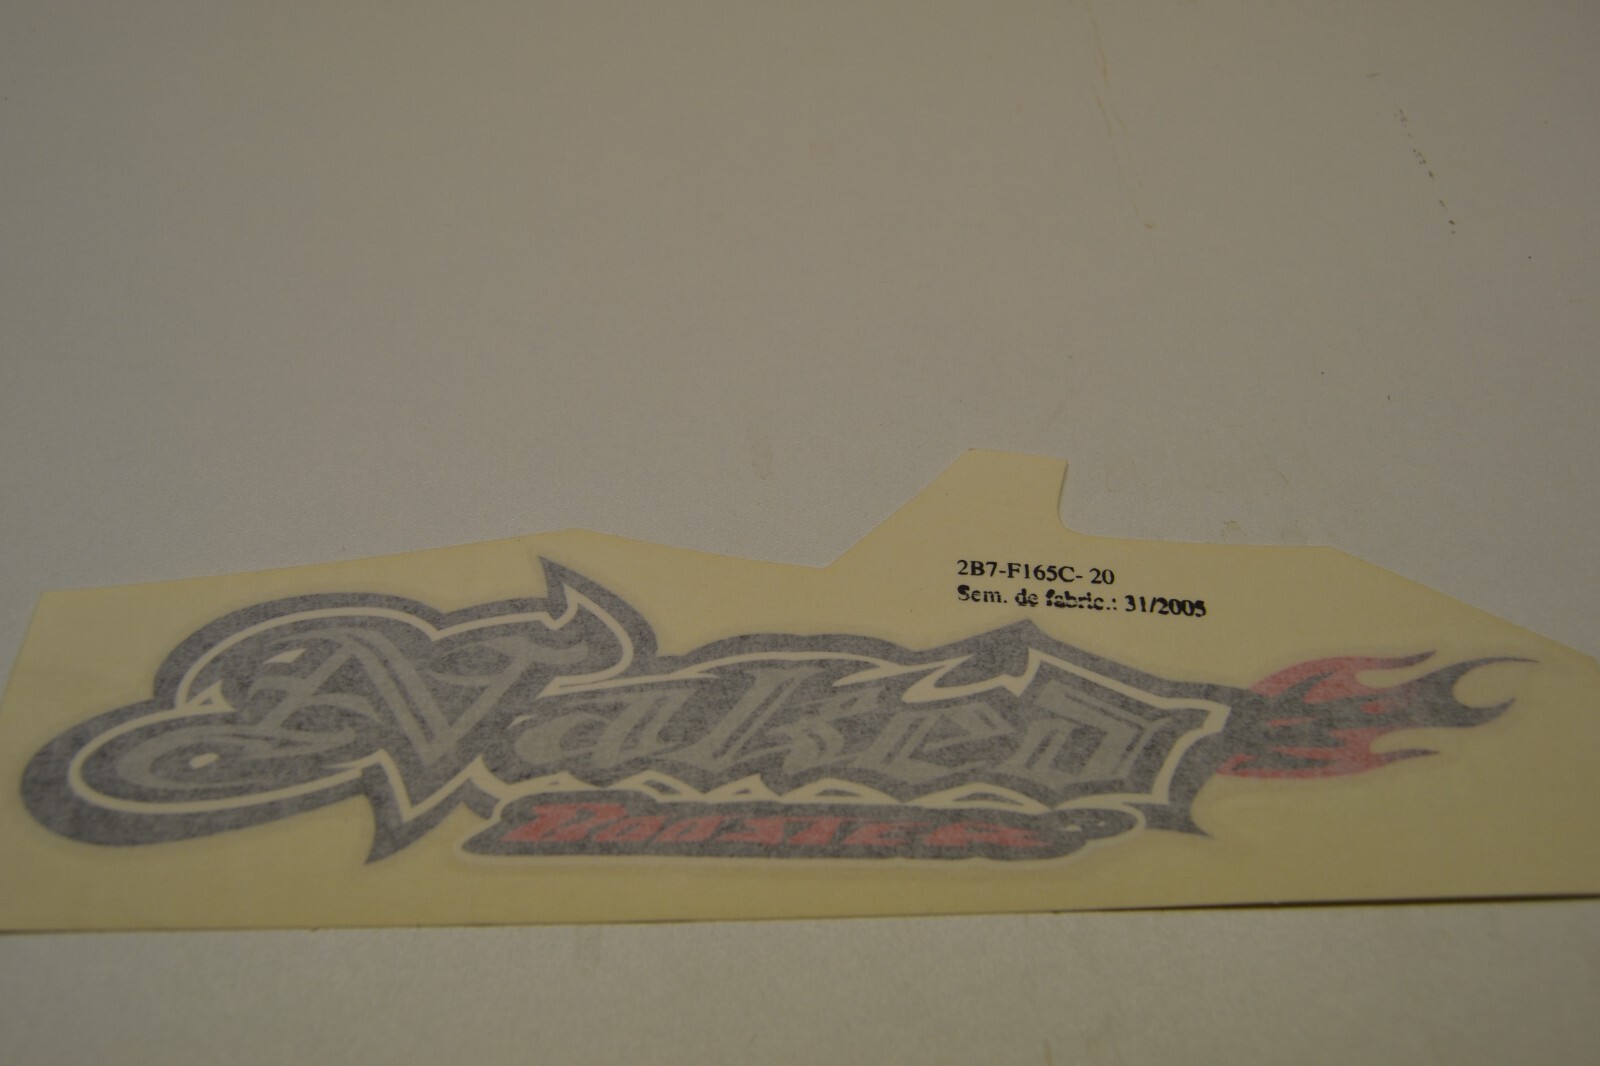 2B7-F165C- 20
Sem. de fabric.: 31/2005
Naked
BOOSTER